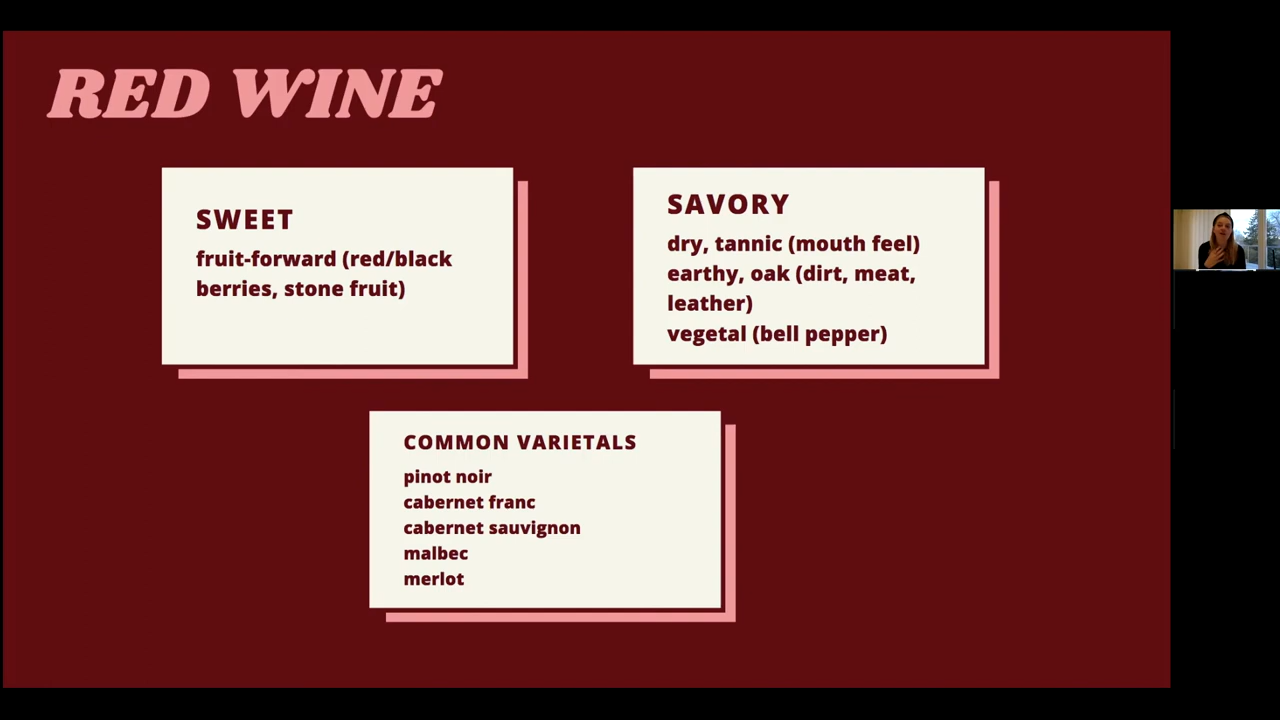 RED WINE
SWEET
fruit-forward (red/black
berries, stone fruit)
SAVORY
dry, tannic (mouth feel)
earthy, oak (dirt, meat,
leather)
vegetal (bell pepper)
COMMON VARIETALS
pinot noir
cabernet franc
cabernet sauvignon
malbec
merlot